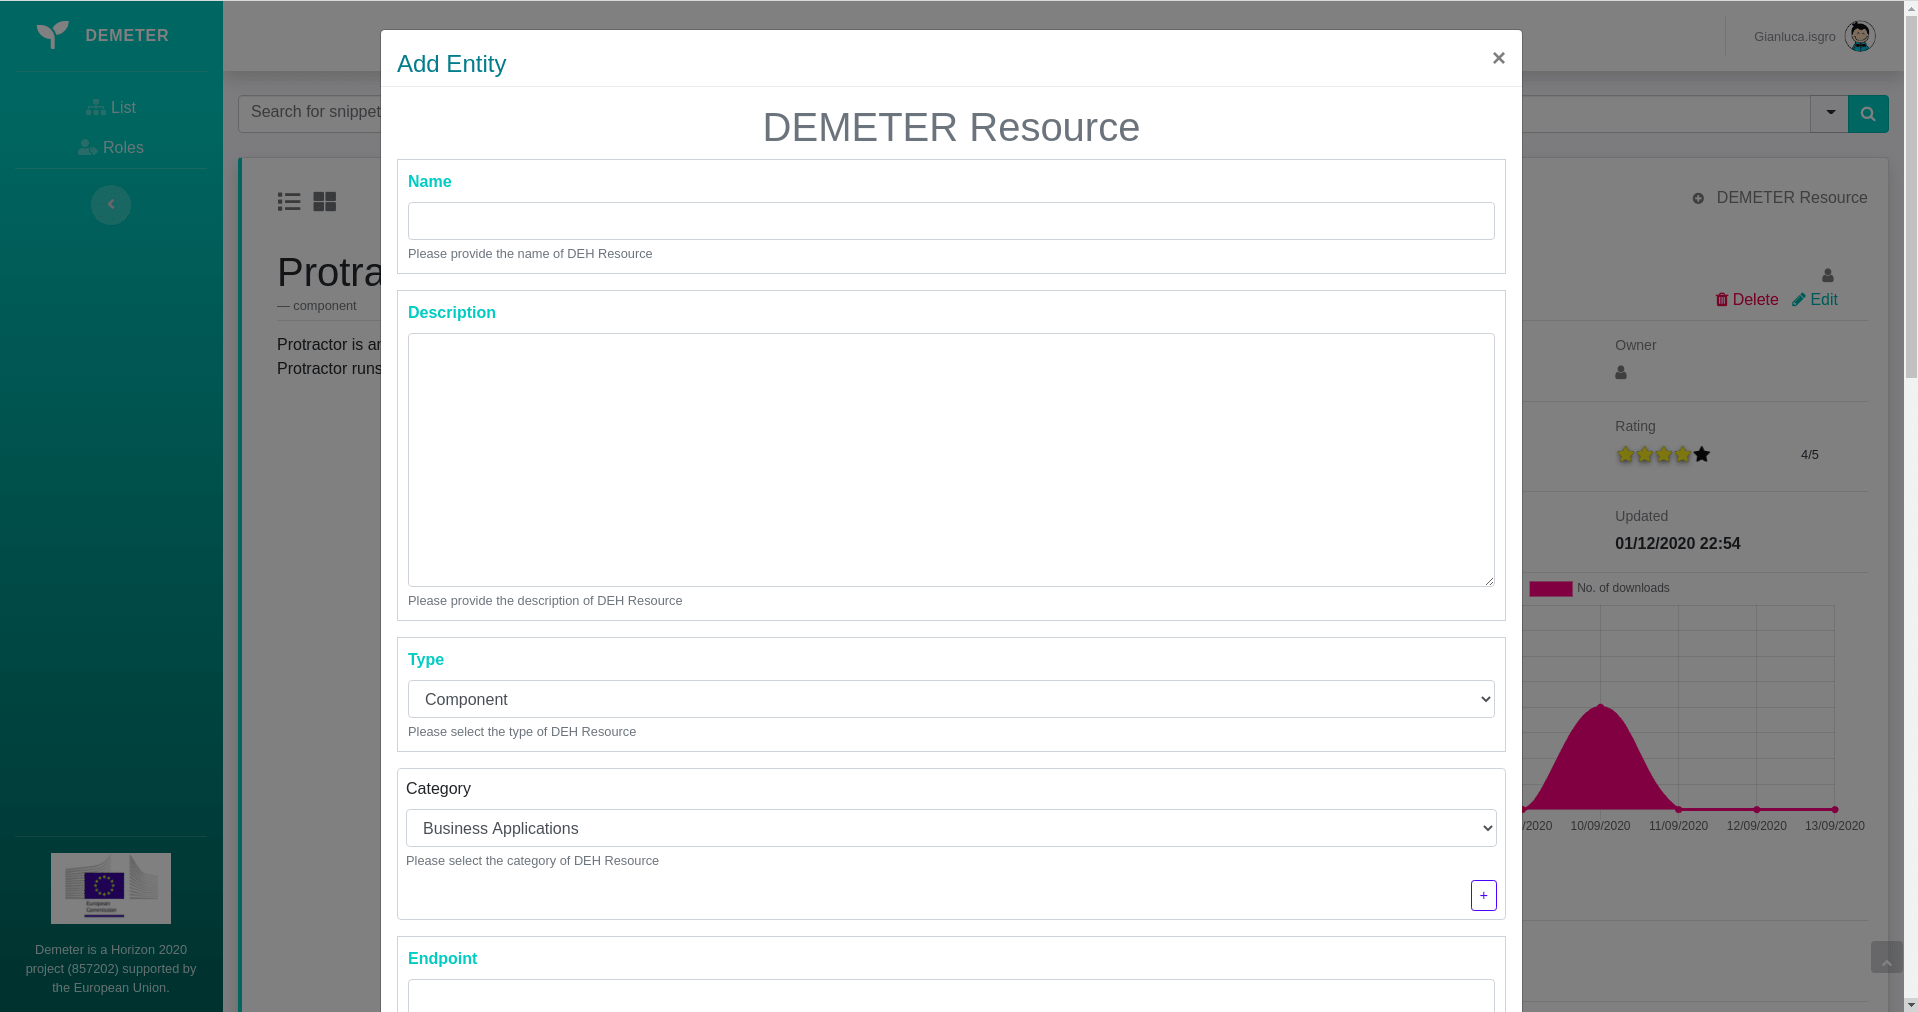 DEMETER
List
Roles
Demeter is a Horizon 2020
project (857202) supported by
the European Union.
European
Commission
Gianluca.isgro
Search for snippet
DEMETER Resource
Protra
— component
Delete
Edit
Protractor is an
Protractor runs
Owner
Rating
4/5
Updated
01/12/2020 22:54
No. of downloads
/2020
10/09/2020
11/09/2020
12/09/2020
13/09/2020
Add Entity
×
DEMETER Resource
Name
Please provide the name of DEH Resource
Description
Please provide the description of DEH Resource
Type
Component
Please select the type of DEH Resource
Category
Business Applications
Please select the category of DEH Resource
+
Endpoint